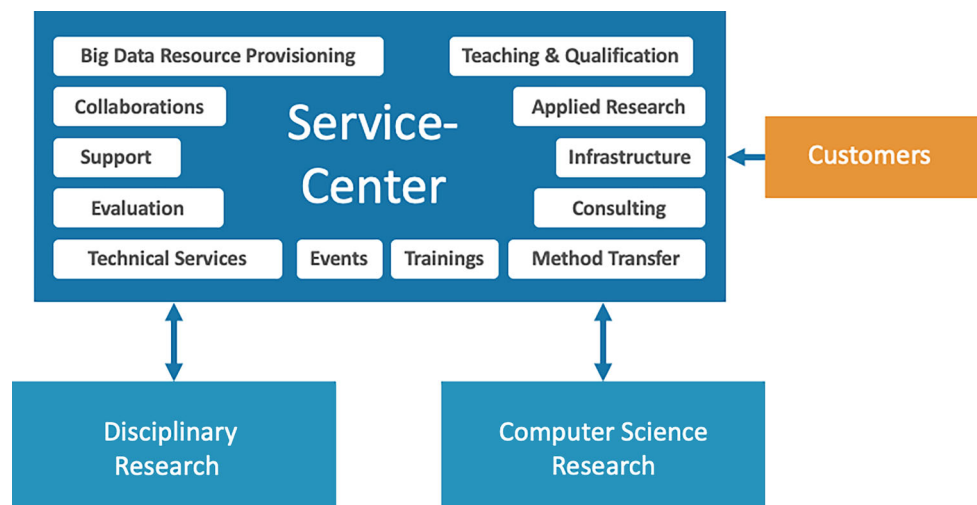 Big Data Resource Provisioning
Teaching & Qualification
Collaborations
Applied Research
Service-
Center
Support
Infrastructure
Evaluation
Consulting
Technical Services
Events
Trainings
Method Transfer
Customers
Disciplinary
Research
Computer Science
Research